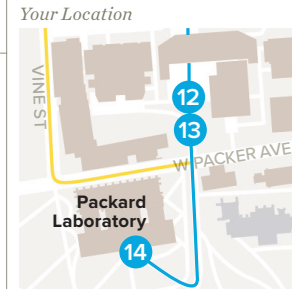 Your Location
VINE ST
12
13
W PACKER AVE
Packard
Laboratory
14